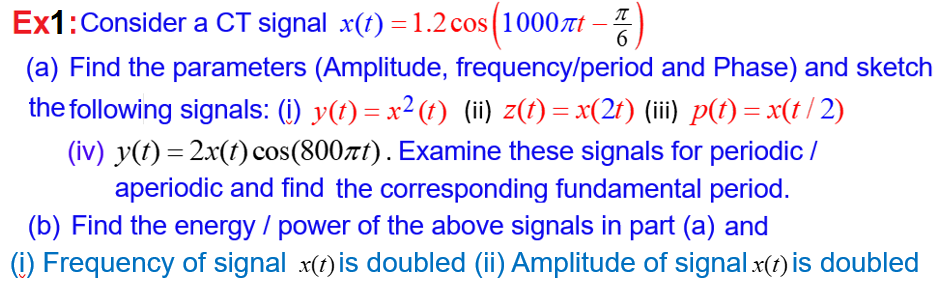 Ex1:Consider a CT signal x(t) = 1.2 cos(1000πt − π/6)
(a) Find the parameters (Amplitude, frequency/period and Phase) and sketch
the following signals: (i) y(t) = x²(t) (ii) z(t) = x(2t) (iii) p(t) = x(t / 2)
(iv) y(t) = 2x(t) cos(800πt). Examine these signals for periodic /
aperiodic and find the corresponding fundamental period.
(b) Find the energy / power of the above signals in part (a) and
(i) Frequency of signal x(t) is doubled (ii) Amplitude of signal x(t) is doubled